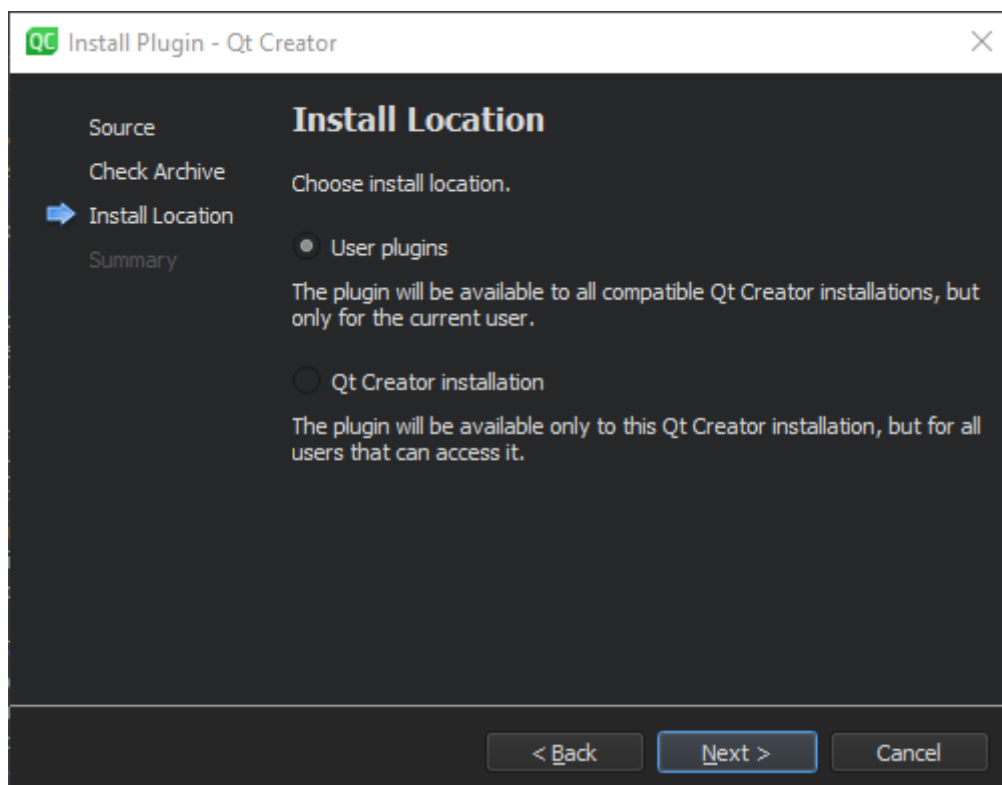 QC Install Plugin - Qt Creator
Source
Check Archive
Install Location
Summary
Install Location
Choose install location.
User plugins
The plugin will be available to all compatible Qt Creator installations, but
only for the current user.
Qt Creator installation
The plugin will be available only to this Qt Creator installation, but for all
users that can access it.
< Back
Next >
Cancel